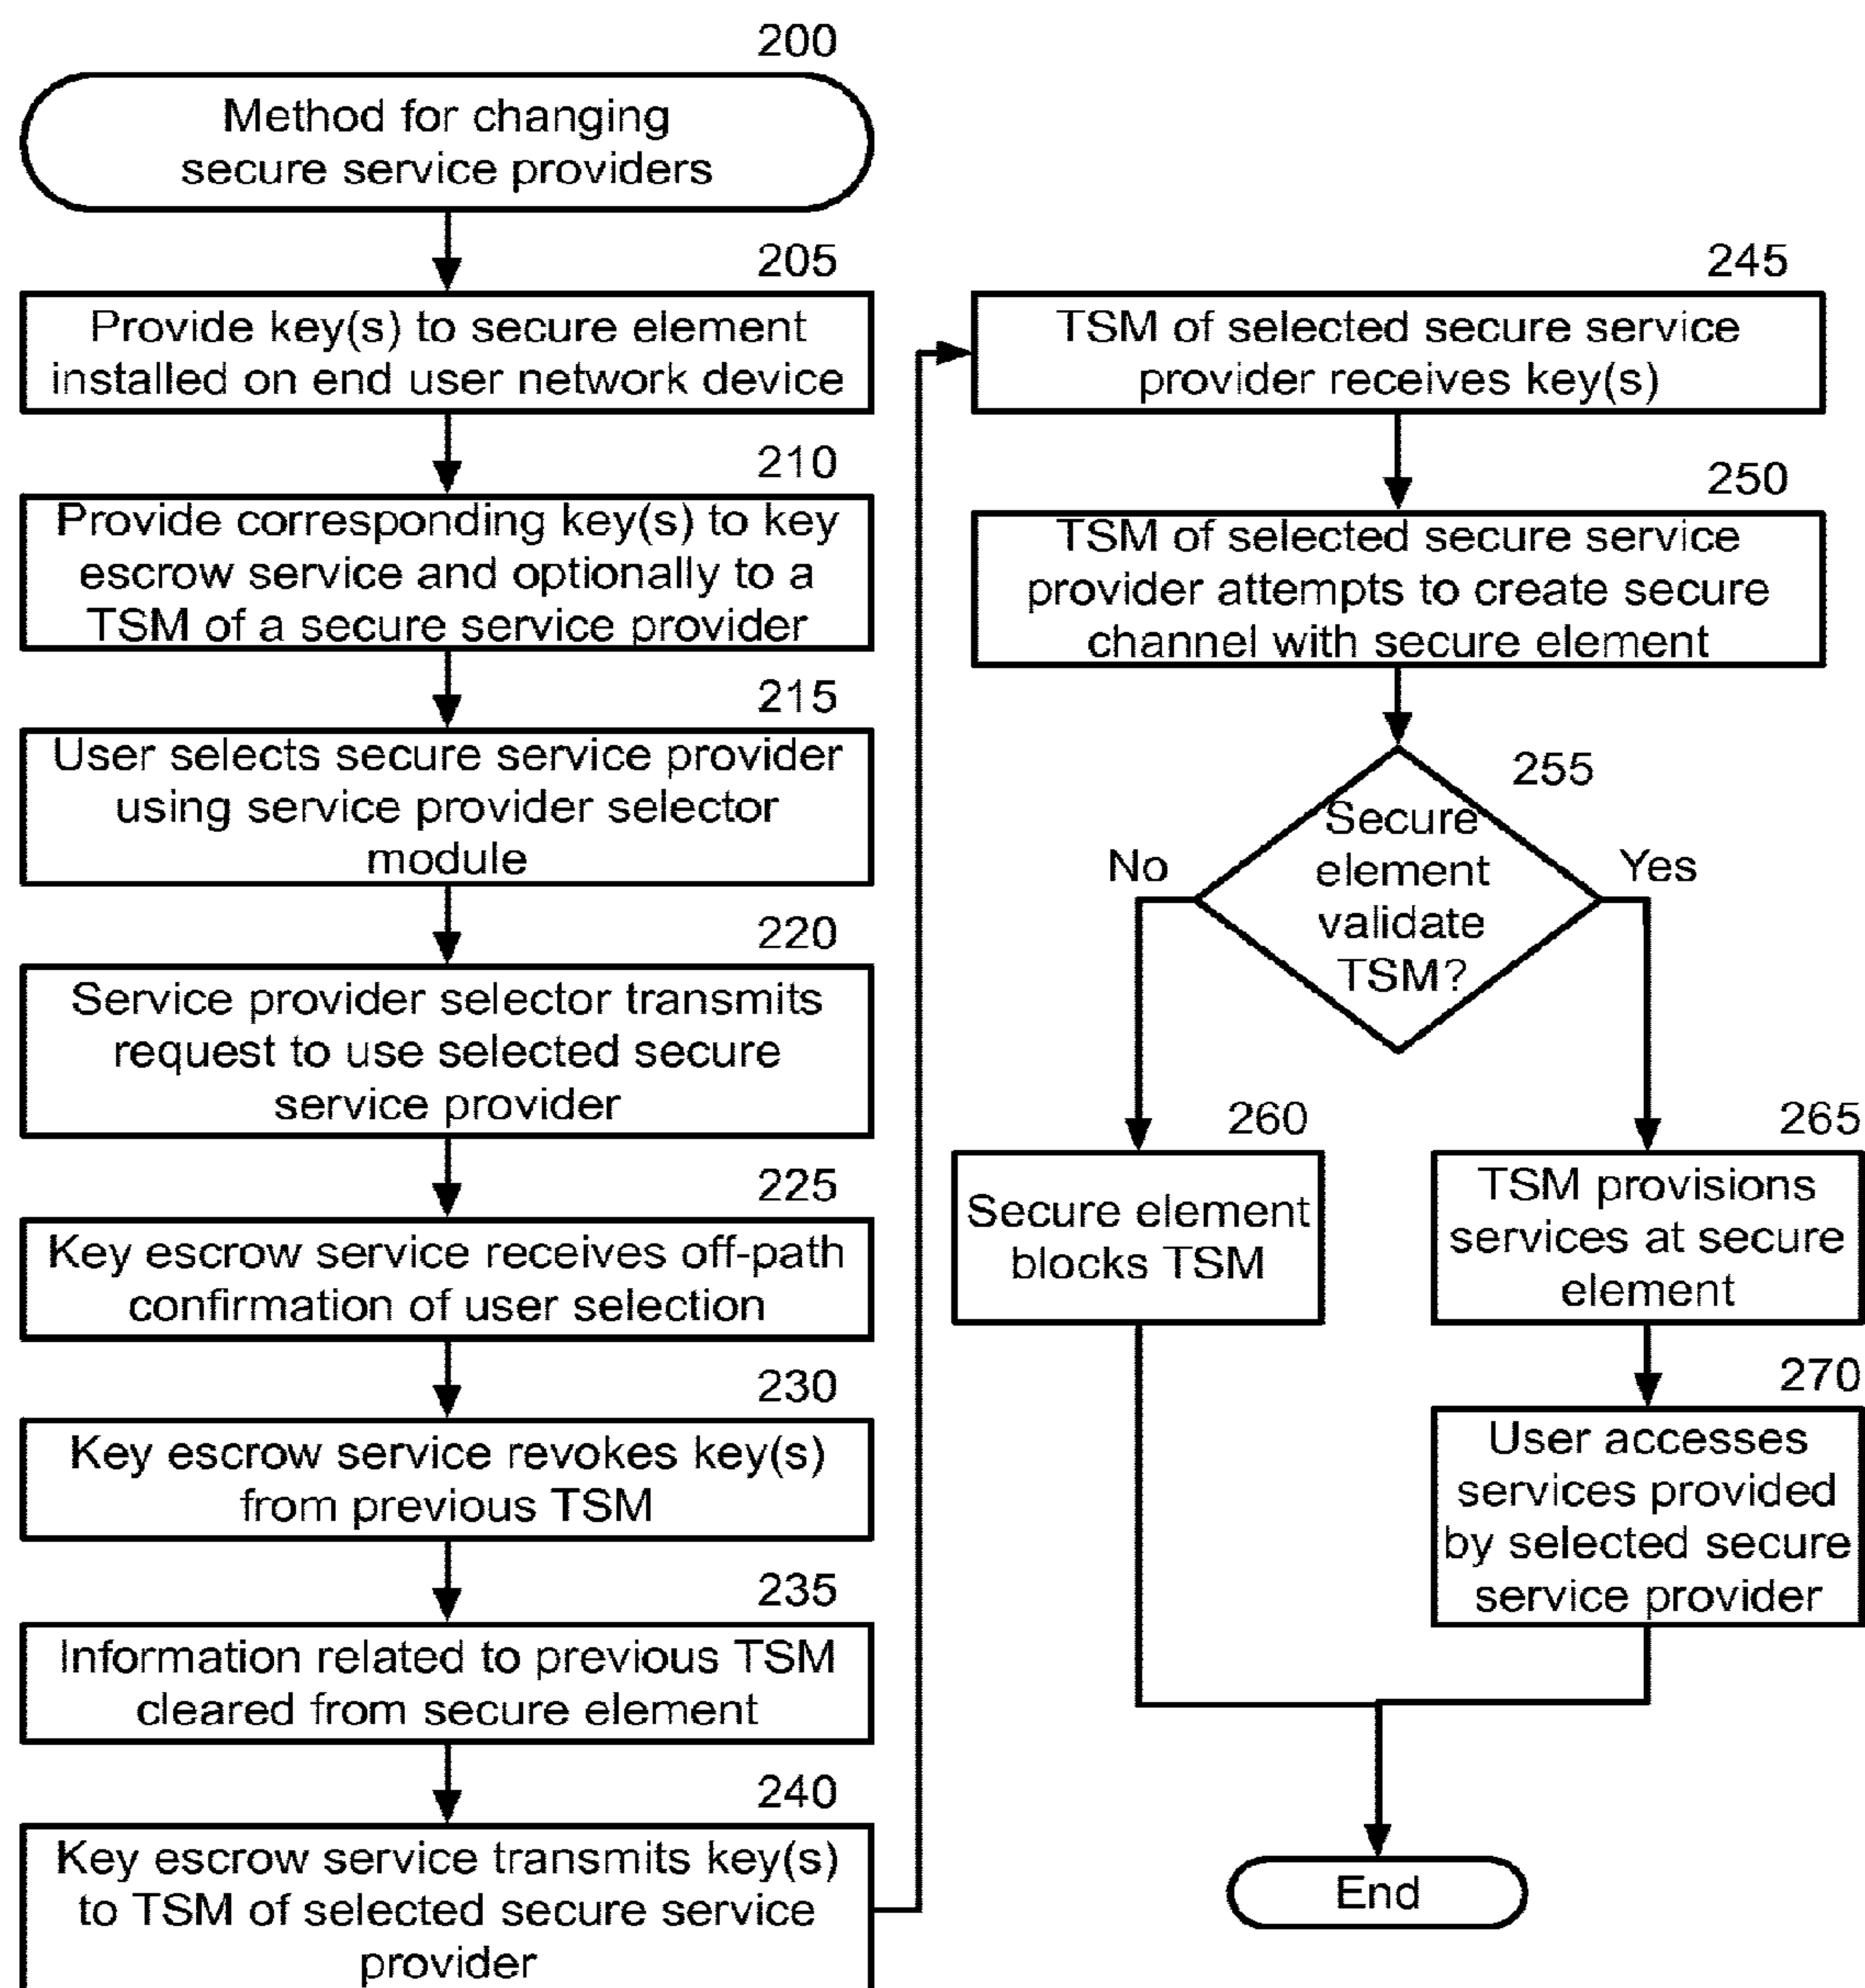 200
Method for changing
secure service providers
205
Provide key(s) to secure element
installed on end user network device
210
Provide corresponding key(s) to key
escrow service and optionally to a
TSM of a secure service provider
215
User selects secure service provider
using service provider selector
module
220
Service provider selector transmits
request to use selected secure
service provider
225
Key escrow service receives off-path
confirmation of user selection
230
Key escrow service revokes key(s)
from previous TSM
235
Information related to previous TSM
cleared from secure element
240
Key escrow service transmits key(s)
to TSM of selected secure service
provider
245
TSM of selected secure service
provider receives key(s)
250
TSM of selected secure service
provider attempts to create secure
channel with secure element
255
Secure
element
validate
TSM?
No
Yes
260
Secure element
blocks TSM
265
TSM provisions
services at secure
element
270
User accesses
services provided
by selected secure
service provider
End